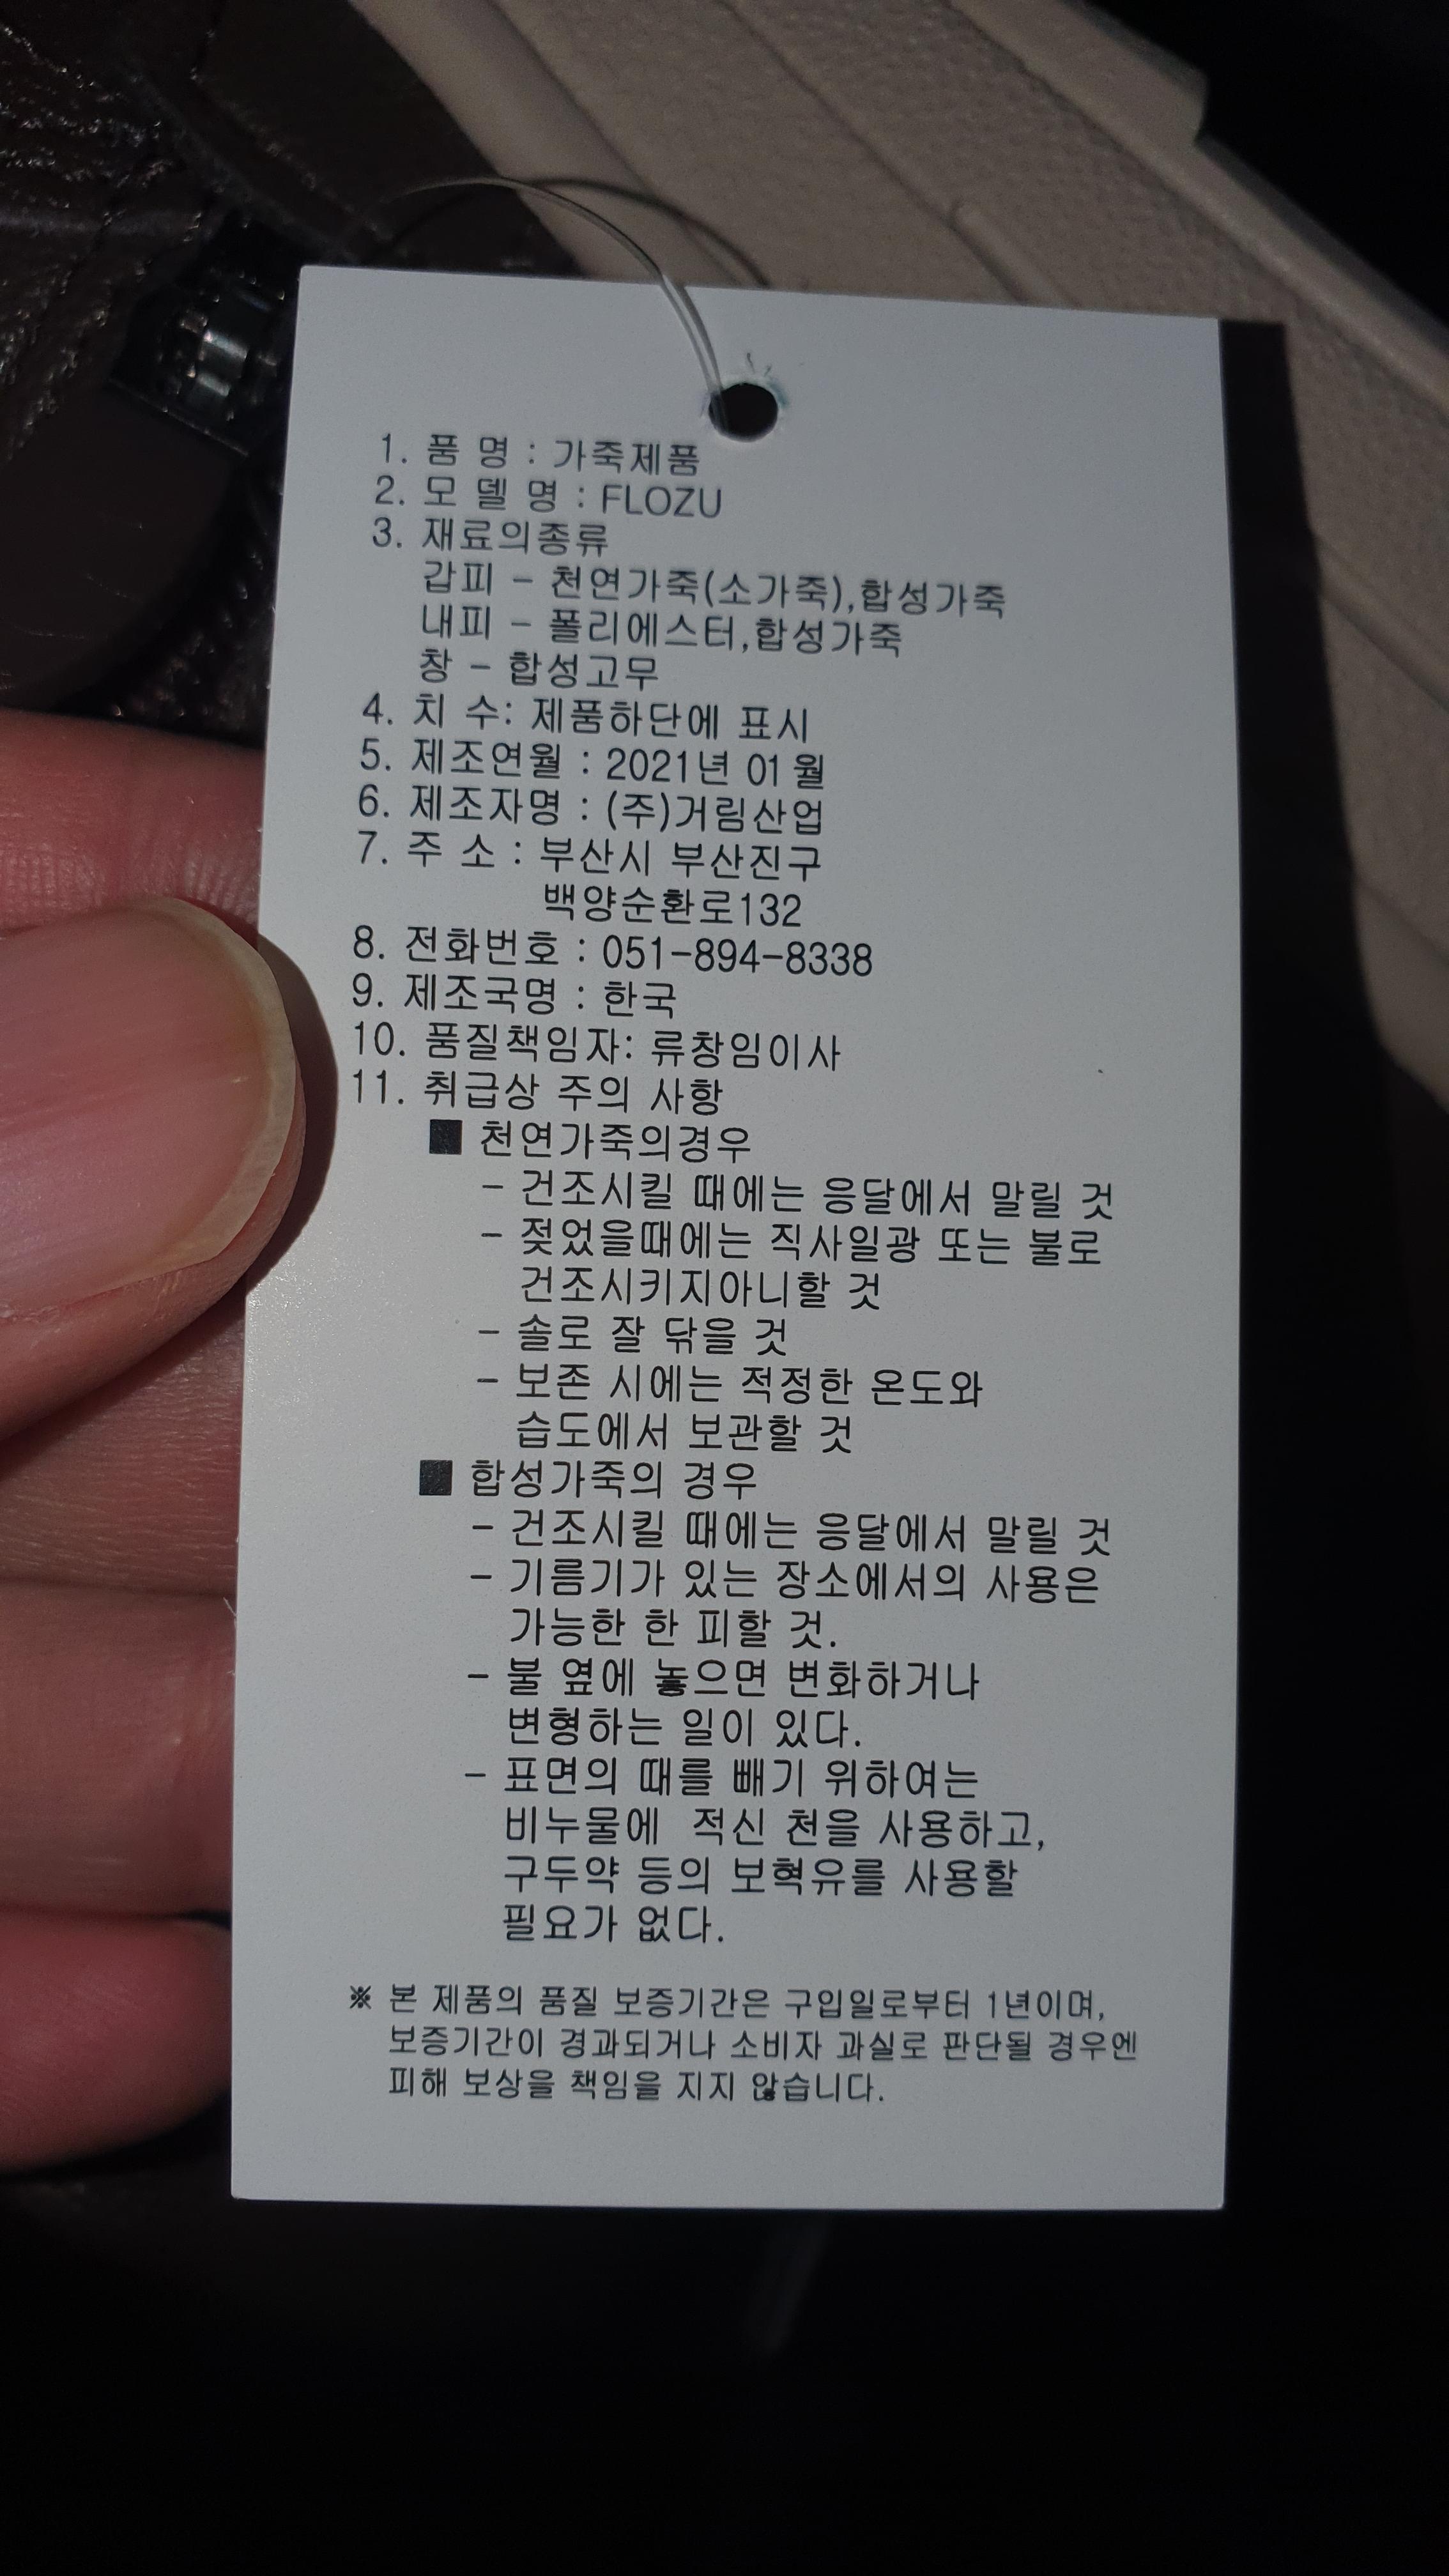 1. 품 명 : 가죽제품
2. 모 델 명 : FLOZU
3. 재료의종류
갑피 - 천연가죽(소가죽),합성가죽
내피 - 폴리에스터,합성가죽
창 - 합성고무
4. 치 수: 제품하단에 표시
5. 제조연월 : 2021년 01월
6. 제조자명 : (주)거림산업
7. 주 소 : 부산시 부산진구
백양순환로132
8. 전화번호 : 051-894-8338
9. 제조국명 : 한국
10. 품질책임자: 류창임이사
11. 취급상 주의 사항
■ 천연가죽의경우
- 건조시킬 때에는 응달에서 말릴 것
- 젖었을때에는 직사일광 또는 불로
건조시키지아니할 것
- 솔로 잘 닦을 것
- 보존 시에는 적정한 온도와
습도에서 보관할 것
■ 합성가죽의 경우
- 건조시킬 때에는 응달에서 말릴 것
- 기름기가 있는 장소에서의 사용은
가능한 한 피할 것.
- 불 옆에 놓으면 변화하거나
변형하는 일이 있다.
- 표면의 때를 빼기 위하여는
비누물에 적신 천을 사용하고,
구두약 등의 보혁유를 사용할
필요가 없다.
※ 본 제품의 품질 보증기간은 구입일로부터 1년이며,
보증기간이 경과되거나 소비자 과실로 판단될 경우엔
피해 보상을 책임을 지지 않습니다.